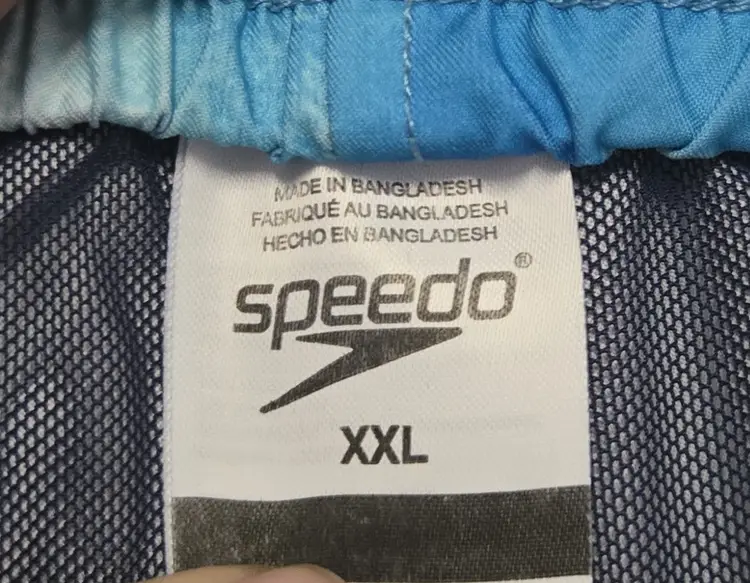 MADE IN BANGLADESH
FABRIQUÉ AU BANGLADESH
HECHO EN BANGLADESH
speedo®
XXL